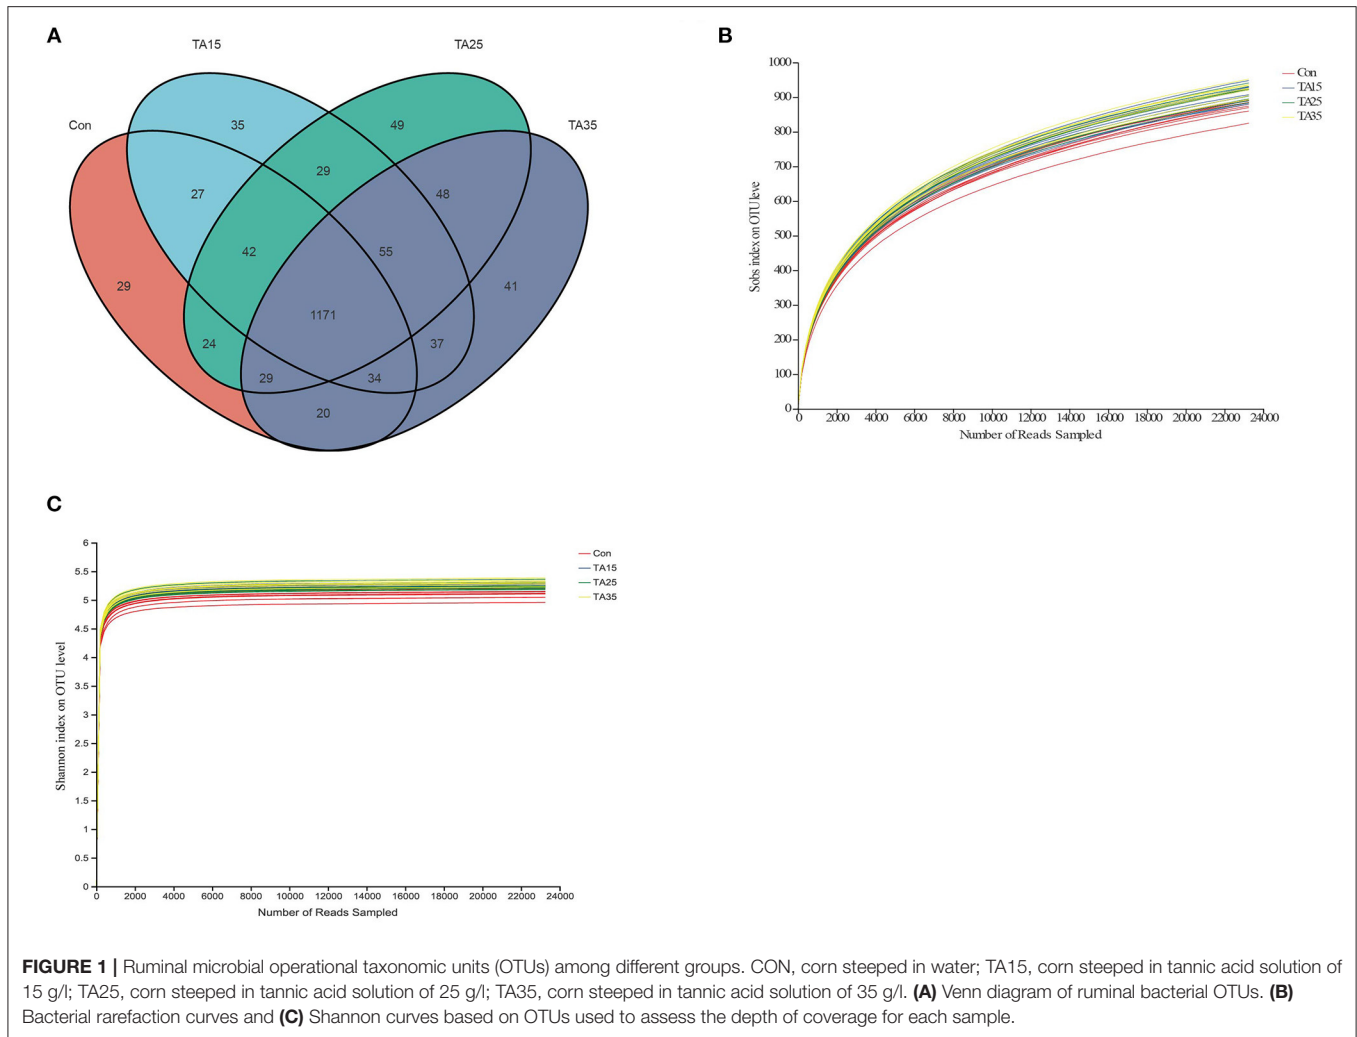 A
TA15
TA25
Con
TA35
35
49
29
27
48
42
55
29
41
1171
24
37
29
34
20
B
1000
900
800
700
600
500
400
300
200
100
0
Sobs index on OTU leve
0 2000 4000 6000 8000 10000 12000 14000 16000 18000 20000 22000 24000
Number of Reads Sampled
Con
TA15
TA25
TA35
C
6
5.5
5
4.5
4
3.5
3
2.5
2
1.5
1
0.5
0
Shannon index on OTU level
0 2000 4000 6000 8000 10000 12000 14000 16000 18000 20000 22000 24000
Number of Reads Sampled
Con
TA15
TA25
TA35
FIGURE 1 | Ruminal microbial operational taxonomic units (OTUs) among different groups. CON, corn steeped in water; TA15, corn steeped in tannic acid solution of
15 g/l; TA25, corn steeped in tannic acid solution of 25 g/l; TA35, corn steeped in tannic acid solution of 35 g/l. (A) Venn diagram of ruminal bacterial OTUs. (B)
Bacterial rarefaction curves and (C) Shannon curves based on OTUs used to assess the depth of coverage for each sample.